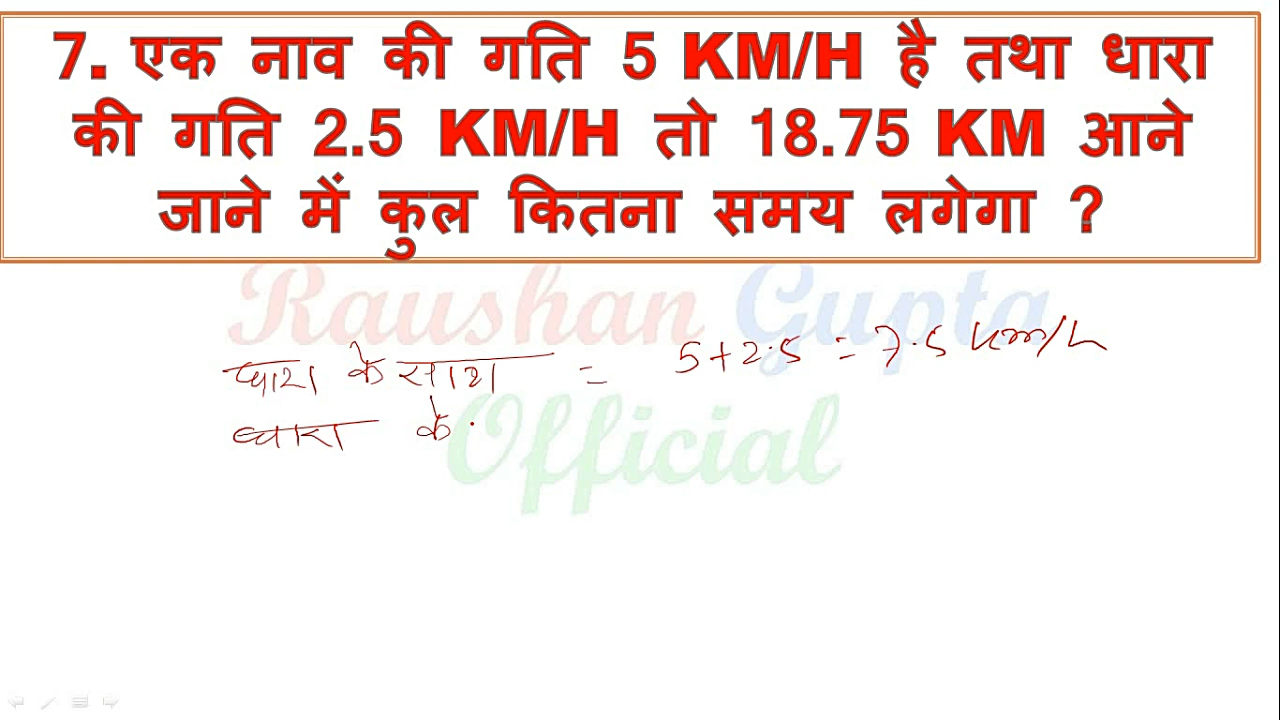 7. एक नाव की गति 5 KM/H है तथा धारा
की गति 2.5 KM/H तो 18.75 KM आने
जाने में कुल कितना समय लगेगा ?
Raushan Gupta
Official
धारा के साथ = 5+2.5 = 7.5 km/h
धारा के